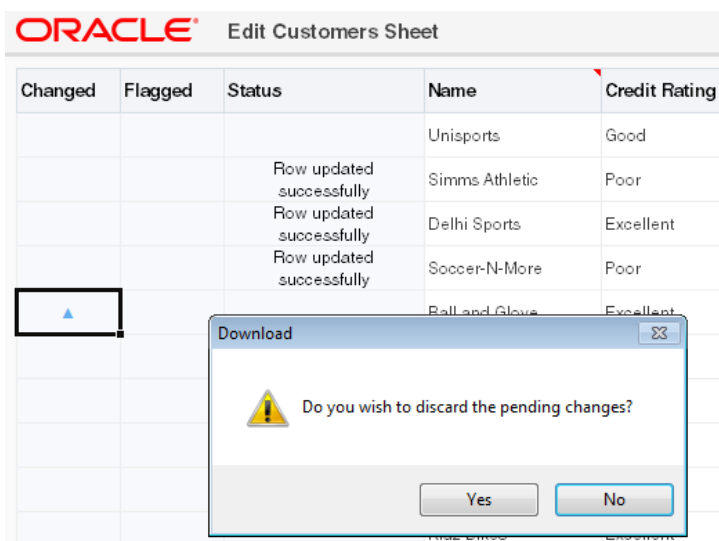 ORACLE Edit Customers Sheet
Changed Flagged Status Name Credit Rating
Unisports Good
Row updated
successfully
Simms Athletic Poor
Row updated
successfully
Delhi Sports Excellent
Row updated
successfully
Soccer-N-More Poor
Ball and Glove Excellent
Download
Do you wish to discard the pending changes?
Yes No